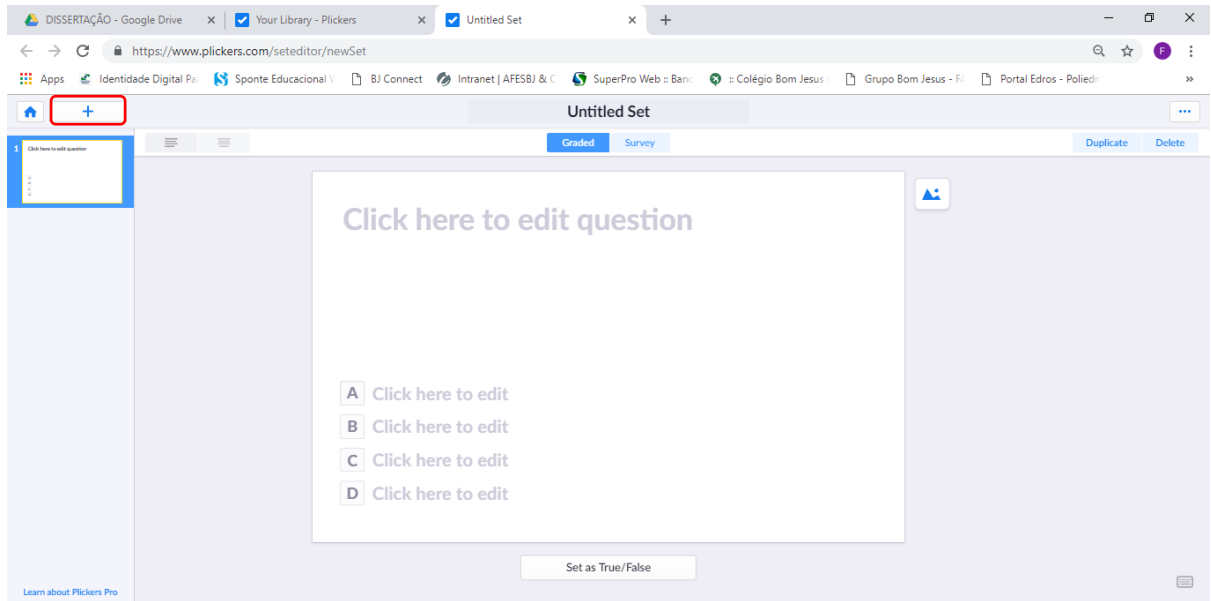 DISSERTAÇÃO - Google Drive Your Library - Plickers Untitled Set
https://www.plickers.com/seteditor/newSet F
Apps Identidade Digital Sponte Educacional BJ Connect Intranet | AFESBJ & C SuperPro Web :: Banc :: Colégio Bom Jesus Grupo Bom Jesus - Portal Edros -
+ Untitled Set
1 Click here to edit question Graded Survey Duplicate Delete
Click here to edit question
A Click here to edit
B Click here to edit
C Click here to edit
D Click here to edit
Set as True/False
Learn about Plickers Pro